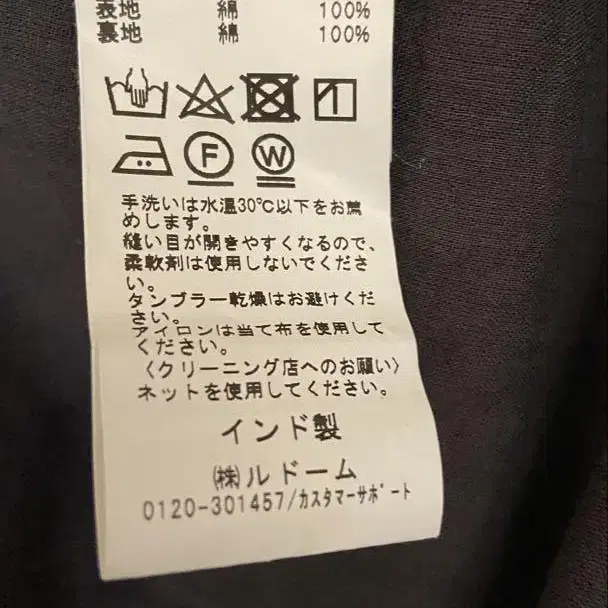 表地 綿 100%
裏地 綿 100%
F W
手洗いは水温30℃以下をお薦
めします。
縫い目が開きやすくなるので、
柔軟剤は使用しないでくださ
い。
タンブラー乾燥はお避けくだ
さい。
アイロンは当て布を使用して
ください。
〈クリーニング店へのお願い〉
ネットを使用してください。
インド製
㈱ルドーム
0120-301457/カスタマーサポート